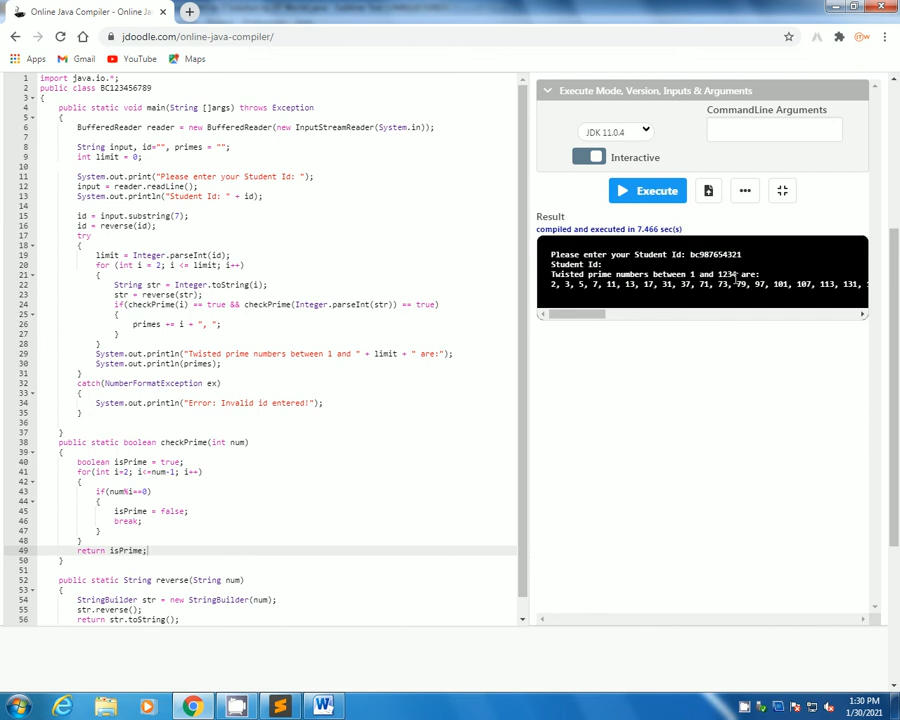 Online Java Compiler - Online Ja
jdoodle.com/online-java-compiler/
Apps
Gmail
YouTube
Maps
1 import java.io.*;
2 public class BC123456789
3 {
4 public static void main(String []args) throws Exception
5 {
6 BufferedReader reader = new BufferedReader(new InputStreamReader(System.in));
7
8 String input, id="", primes = "";
9 int limit = 0;
10
11 System.out.print("Please enter your Student Id: ");
12 input = reader.readLine();
13 System.out.println("Student Id: " + id);
14
15 id = input.substring(7);
16 id = reverse(id);
17 try
18 {
19 limit = Integer.parseInt(id);
20 for (int i = 2; i <= limit; i++)
21 {
22 String str = Integer.toString(i);
23 str = reverse(str);
24 if(checkPrime(i) == true && checkPrime(Integer.parseInt(str)) == true)
25 {
26 primes += i + ", ";
27 }
28 }
29 System.out.println("Twisted prime numbers between 1 and " + limit + " are:");
30 System.out.println(primes);
31 }
32 catch(NumberFormatException ex)
33 {
34 System.out.println("Error: Invalid id entered!");
35 }
36
37 }
38 public static boolean checkPrime(int num)
39 {
40 boolean isPrime = true;
41 for(int i=2; i<=num-1; i++)
42 {
43 if(num%i==0)
44 {
45 isPrime = false;
46 break;
47 }
48 }
49 return isPrime;
50 }
51
52 public static String reverse(String num)
53 {
54 StringBuilder str = new StringBuilder(num);
55 str.reverse();
56 return str.toString();
Execute Mode, Version, Inputs & Arguments
CommandLine Arguments
JDK 11.0.4
Interactive
Execute
Result
compiled and executed in 7.466 sec(s)
Please enter your Student Id: bc987654321
Student Id:
Twisted prime numbers between 1 and 1234 are:
2, 3, 5, 7, 11, 13, 17, 31, 37, 71, 73, 79, 97, 101, 107, 113, 131,
1:30 PM
1/30/2021